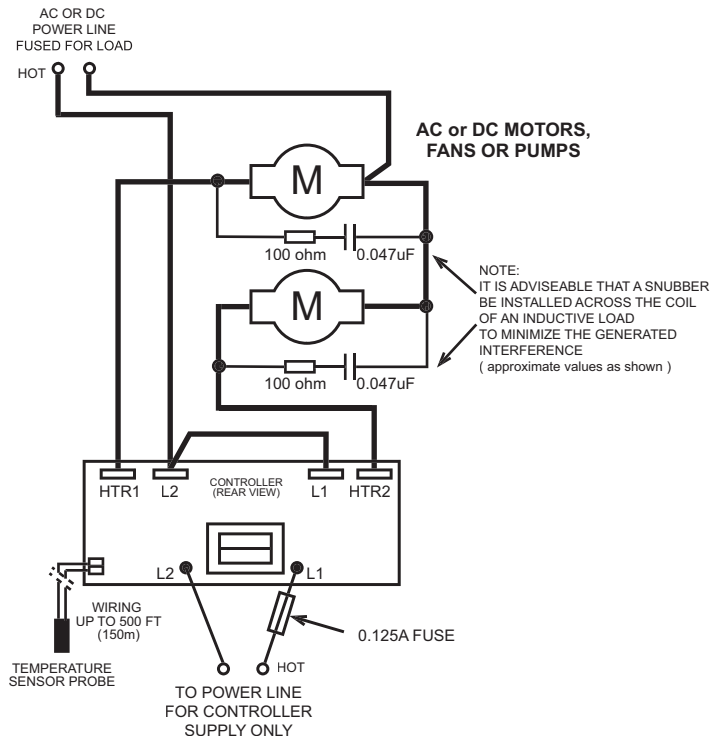 AC OR DC
POWER LINE
FUSED FOR LOAD
HOT
AC or DC MOTORS,
FANS OR PUMPS
M
100 ohm
0.047uF
NOTE:
IT IS ADVISEABLE THAT A SNUBBER
BE INSTALLED ACROSS THE COIL
OF AN INDUCTIVE LOAD
TO MINIMIZE THE GENERATED
INTERFERENCE
( approximate values as shown )
M
100 ohm
0.047uF
HTR1
L2
CONTROLLER
(REAR VIEW)
L1
HTR2
L2
L1
WIRING
UP TO 500 FT
(150m)
0.125A FUSE
TEMPERATURE
SENSOR PROBE
HOT
TO POWER LINE
FOR CONTROLLER
SUPPLY ONLY